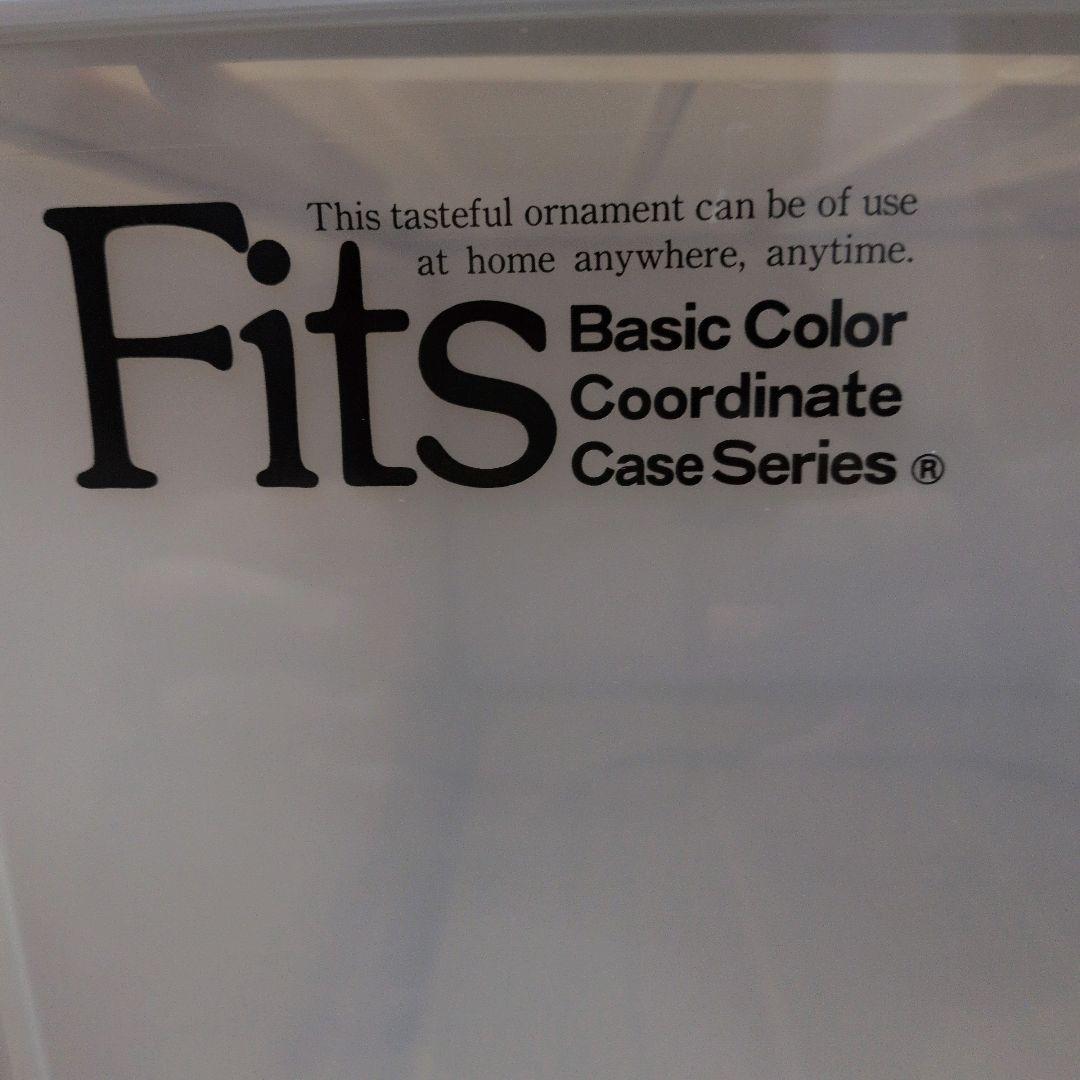 This tasteful ornament can be of use
at home anywhere, anytime.
Fits
Basic Color
Coordinate
Case Series ®